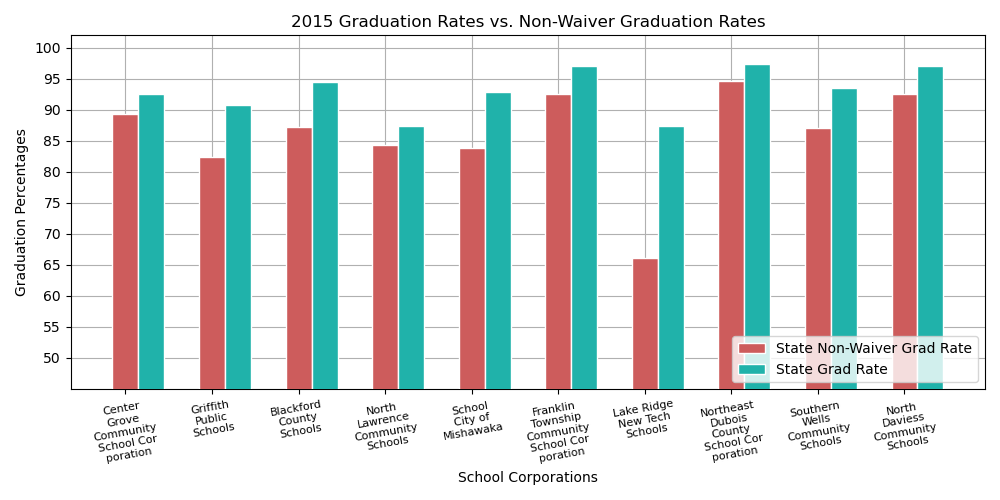 2015 Graduation Rates vs. Non-Waiver Graduation Rates
Graduation Percentages
100
95
90
85
80
75
70
65
60
55
50
State Non-Waiver Grad Rate
State Grad Rate
Center
Grove
Community
School Cor
poration
Griffith
Public
Schools
Blackford
County
Schools
North
Lawrence
Community
Schools
School
City of
Mishawaka
Franklin
Township
Community
School Cor
poration
Lake Ridge
New Tech
Schools
Northeast
Dubois
County
School Cor
poration
Southern
Wells
Community
Schools
North
Daviess
Community
Schools
School Corporations